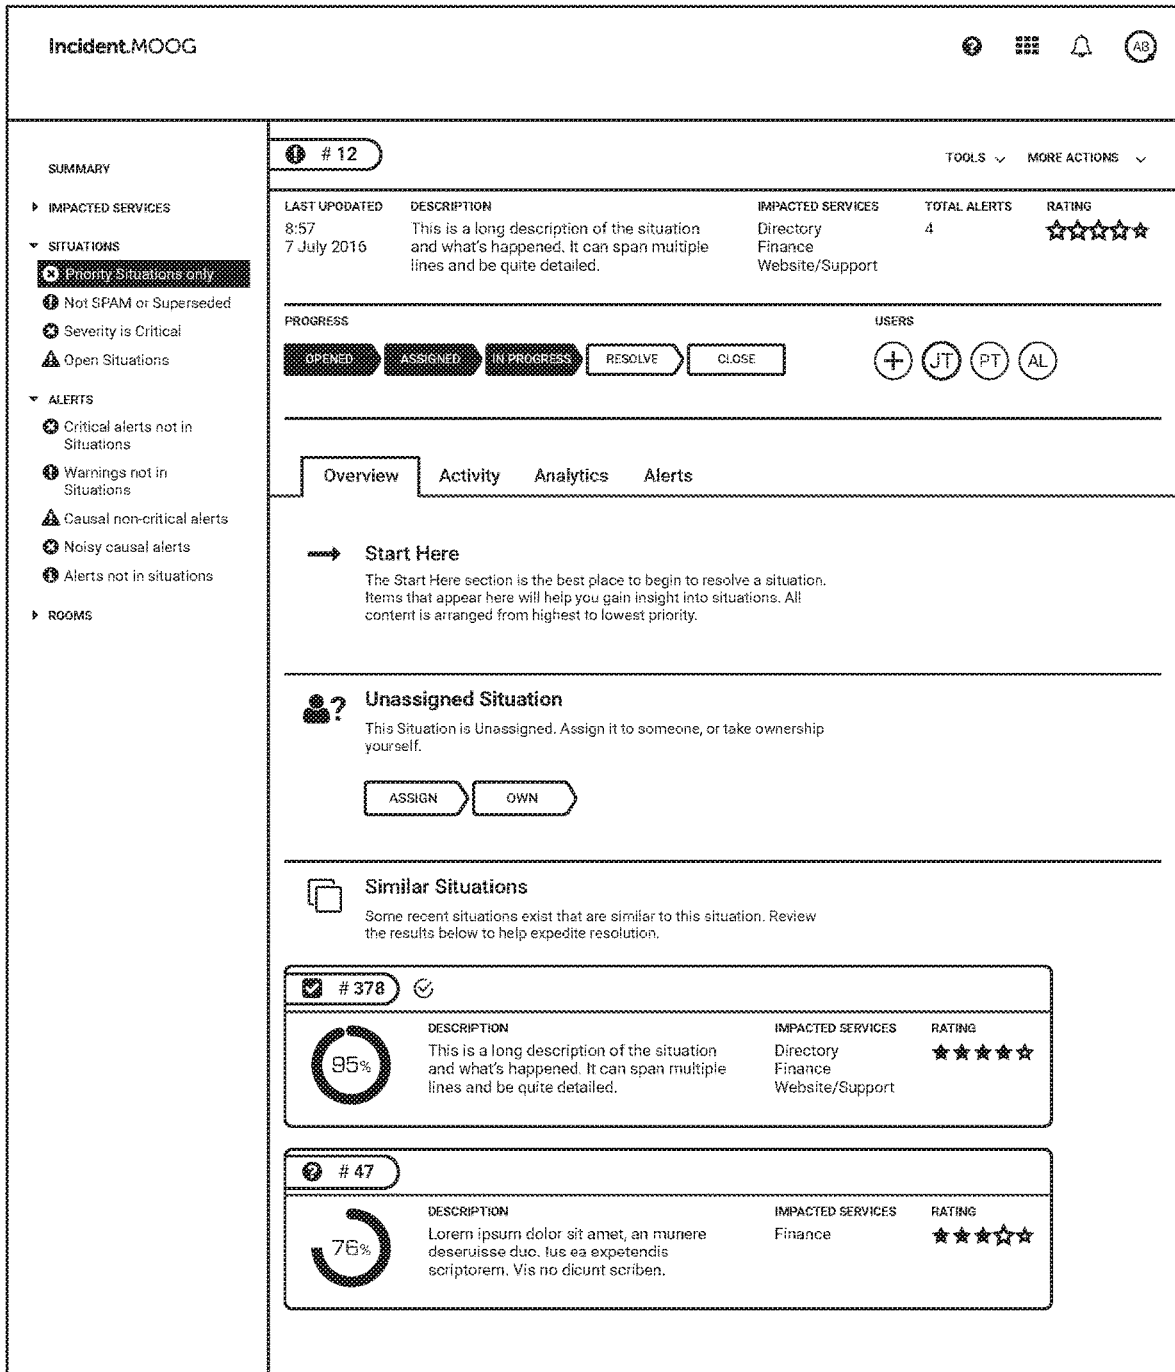 Incident.MOOG
AB
SUMMARY
IMPACTED SERVICES
SITUATIONS
Priority Situations only
Not SPAM or Superseded
Severity is Critical
Open Situations
ALERTS
Critical alerts not in
Situations
Warnings not in
Situations
Causal non-critical alerts
Noisy causal alerts
Alerts not in situations
ROOMS
# 12
TOOLS MORE ACTIONS
LAST UPODATED DESCRIPTION IMPACTED SERVICES TOTAL ALERTS RATING
8:57 This is a long description of the situation Directory 4
7 July 2016 and what's happened. It can span multiple Finance
lines and be quite detailed. Website/Support
PROGRESS USERS
OPENED ASSIGNED IN PROGRESS RESOLVE CLOSE + JT PT AL
Overview Activity Analytics Alerts
Start Here
The Start Here section is the best place to begin to resolve a situation.
Items that appear here will help you gain insight into situations. All
content is arranged from highest to lowest priority.
Unassigned Situation
This Situation is Unassigned. Assign it to someone, or take ownership
yourself.
ASSIGN OWN
Similar Situations
Some recent situations exist that are similar to this situation. Review
the results below to help expedite resolution.
# 378
DESCRIPTION IMPACTED SERVICES RATING
95% This is a long description of the situation Directory
and what's happened. It can span multiple Finance
lines and be quite detailed. Website/Support
# 47
DESCRIPTION IMPACTED SERVICES RATING
76% Lorem ipsum dolor sit amet, an munere Finance
deseruisse duo. Ius ea expetendis
scriptorem. Vis no dicunt scriben.